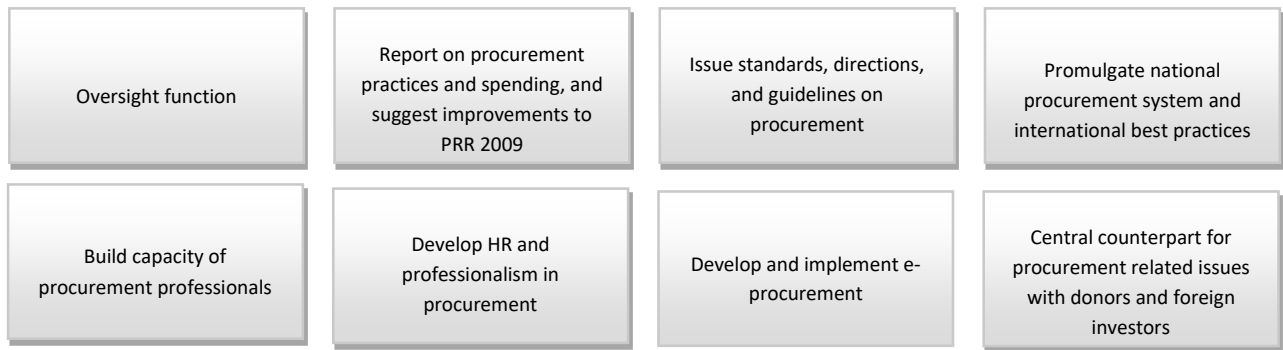 Oversight function
Report on procurement
practices and spending, and
suggest improvements to
PRR 2009
Issue standards, directions,
and guidelines on
procurement
Promulgate national
procurement system and
international best practices
Build capacity of
procurement professionals
Develop HR and
professionalism in
procurement
Develop and implement e-
procurement
Central counterpart for
procurement related issues
with donors and foreign
investors